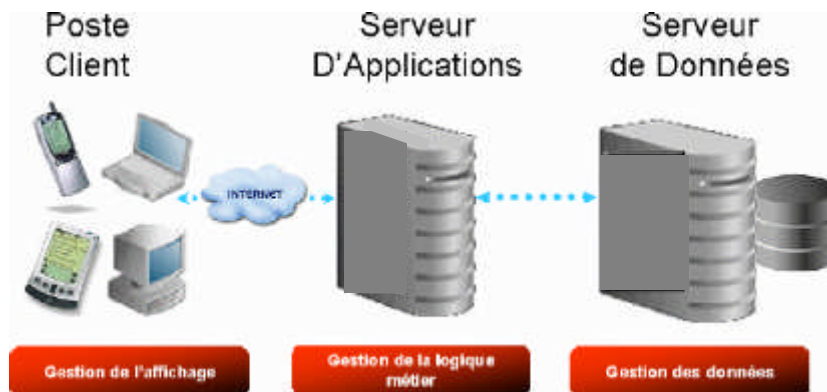 Poste
Client
Serveur
D'Applications
Serveur
de Données
INTERNET
Gestion de l'affichage
Gestion de la logique
métier
Gestion des données